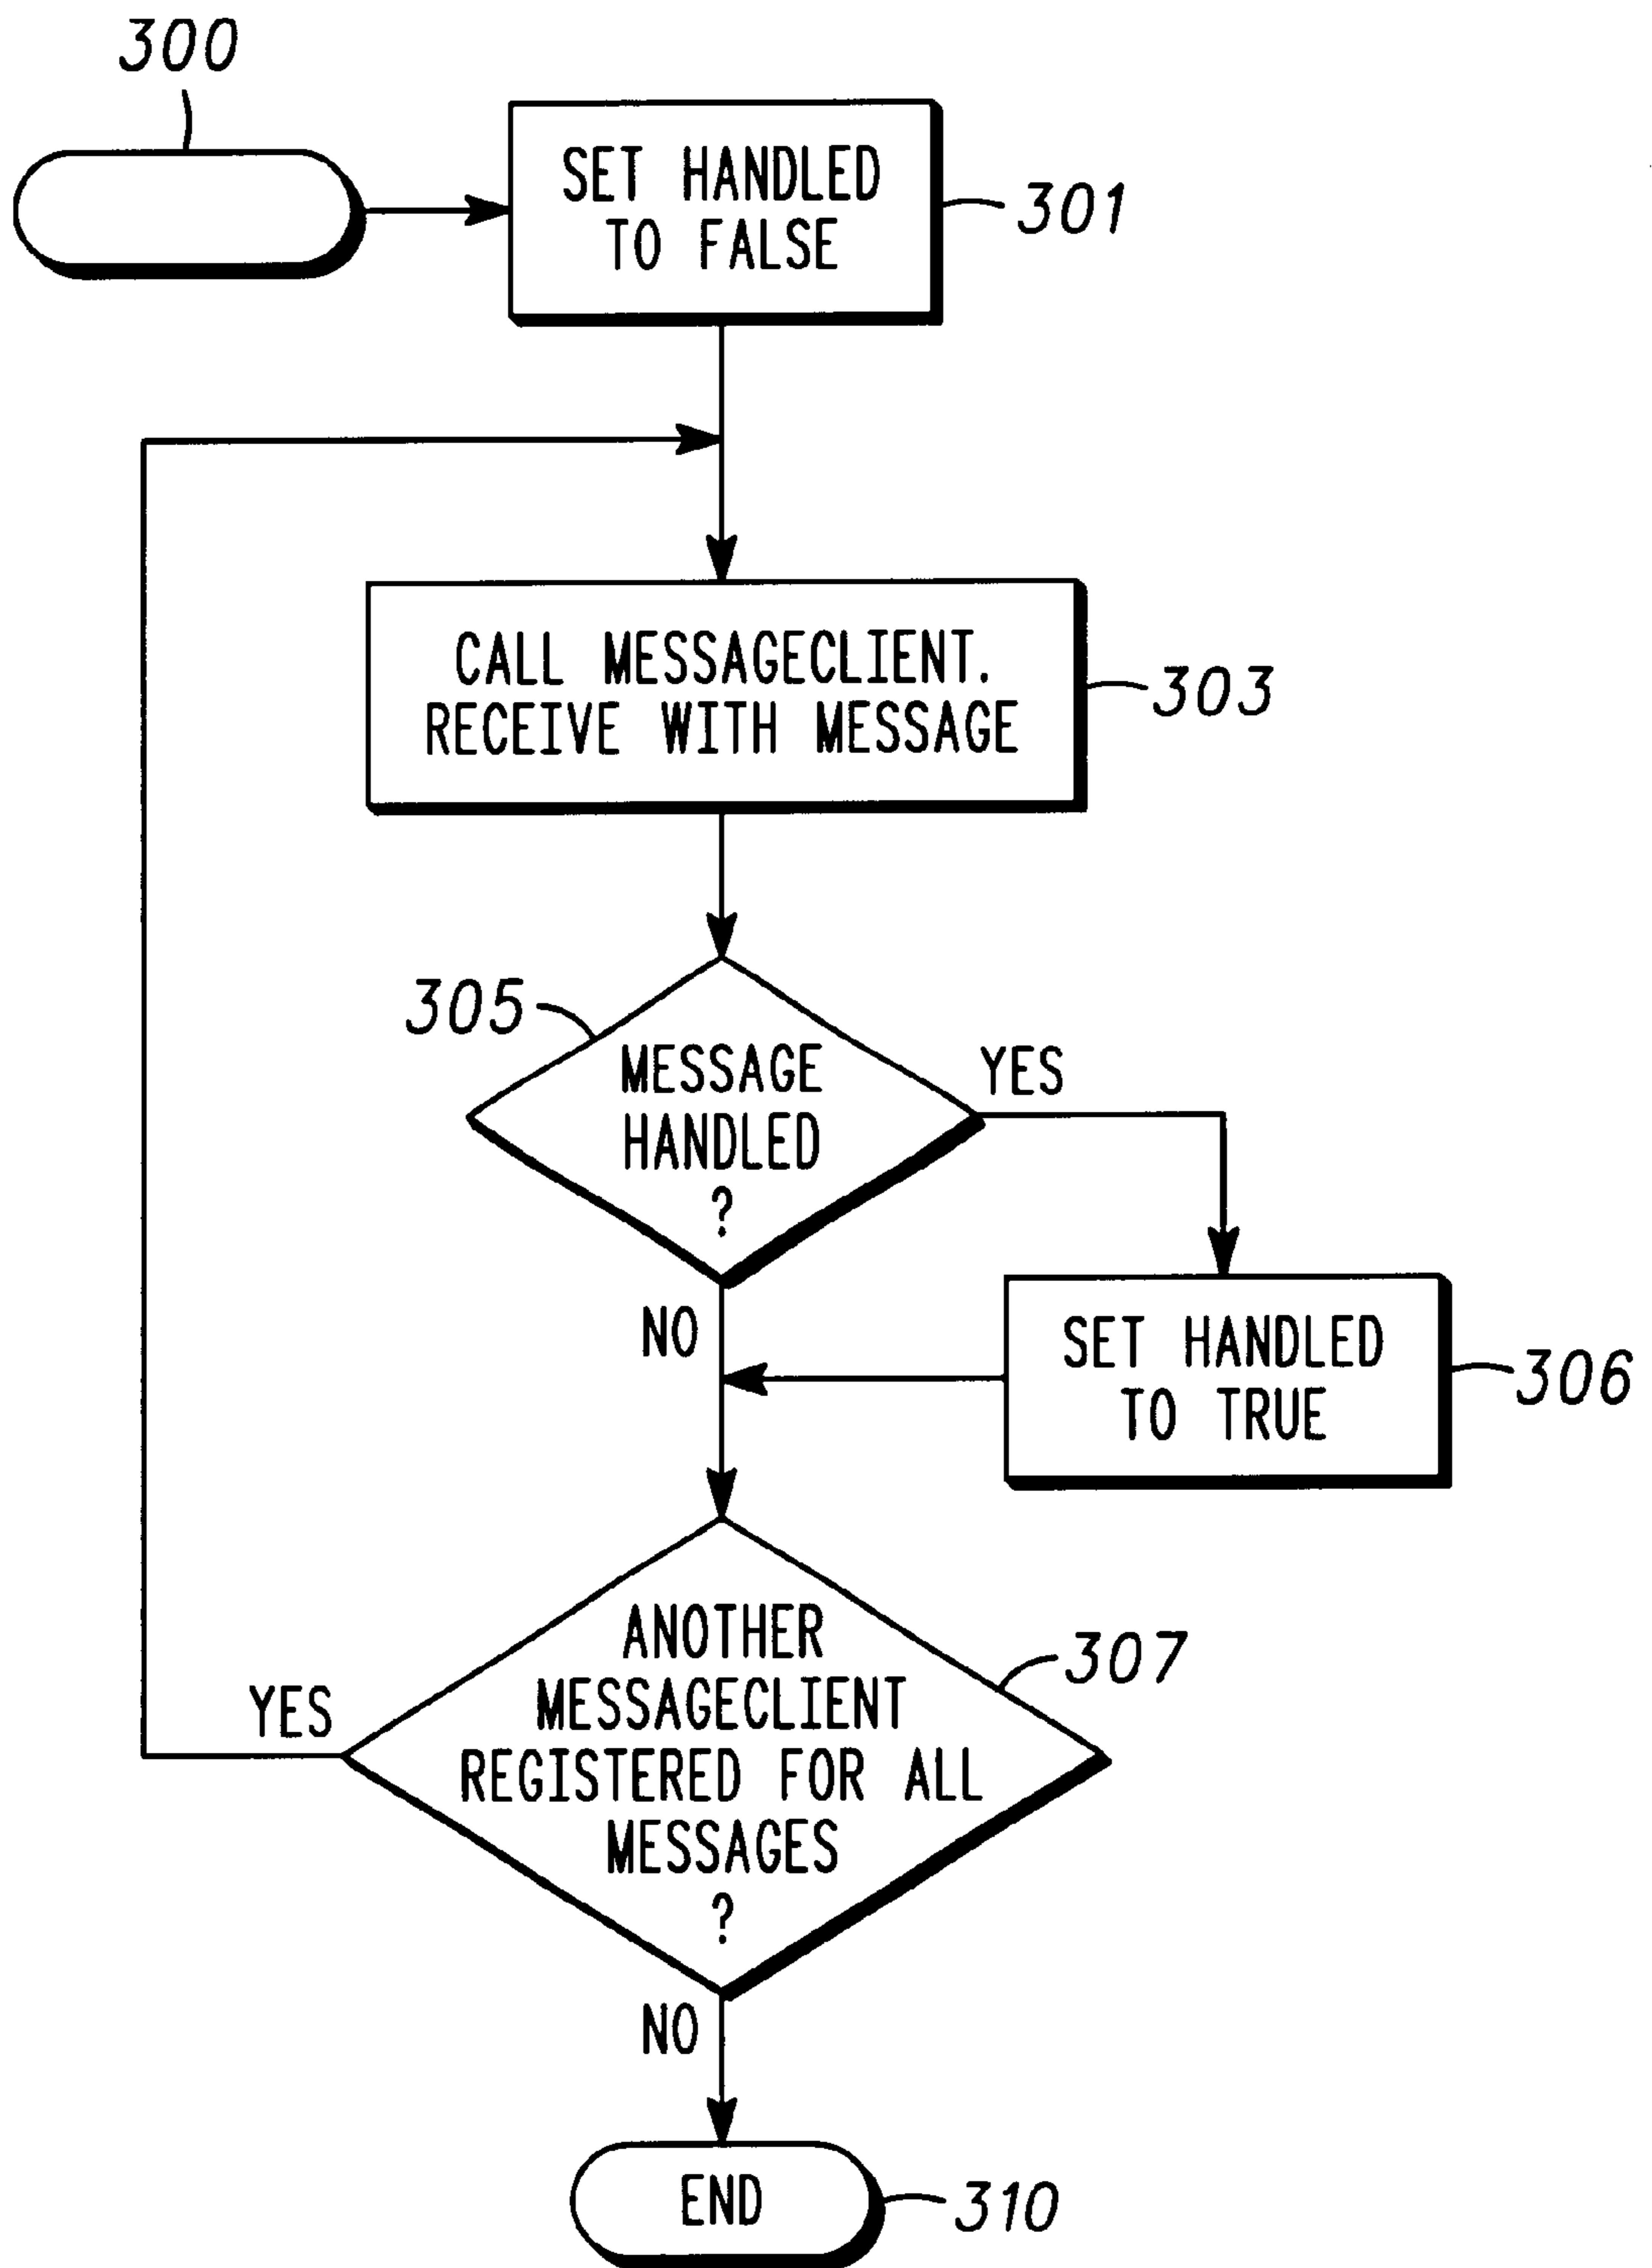 300
SET HANDLED
TO FALSE
301
CALL MESSAGECLIENT.
RECEIVE WITH MESSAGE
303
305
MESSAGE
HANDLED
?
YES
NO
SET HANDLED
TO TRUE
306
ANOTHER
MESSAGECLIENT
REGISTERED FOR ALL
MESSAGES
?
307
YES
NO
END
310